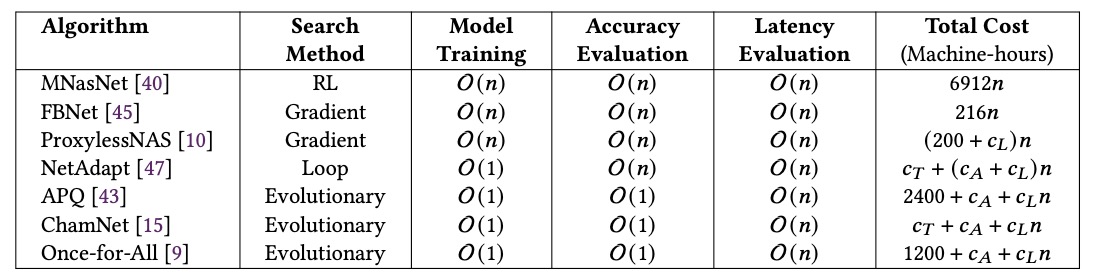 Algorithm Search Method Model Training Accuracy Evaluation Latency Evaluation Total Cost (Machine-hours)
MNasNet [40] RL O(n) O(n) O(n) 6912n
FBNet [45] Gradient O(n) O(n) O(n) 216n
ProxylessNAS [10] Gradient O(n) O(n) O(n) (200 + c_L)n
NetAdapt [47] Loop O(1) O(n) O(n) c_T + (c_A + c_L)n
APQ [43] Evolutionary O(1) O(1) O(n) 2400 + c_A + c_L n
ChamNet [15] Evolutionary O(1) O(1) O(n) c_T + c_A + c_L n
Once-for-All [9] Evolutionary O(1) O(1) O(n) 1200 + c_A + c_L n